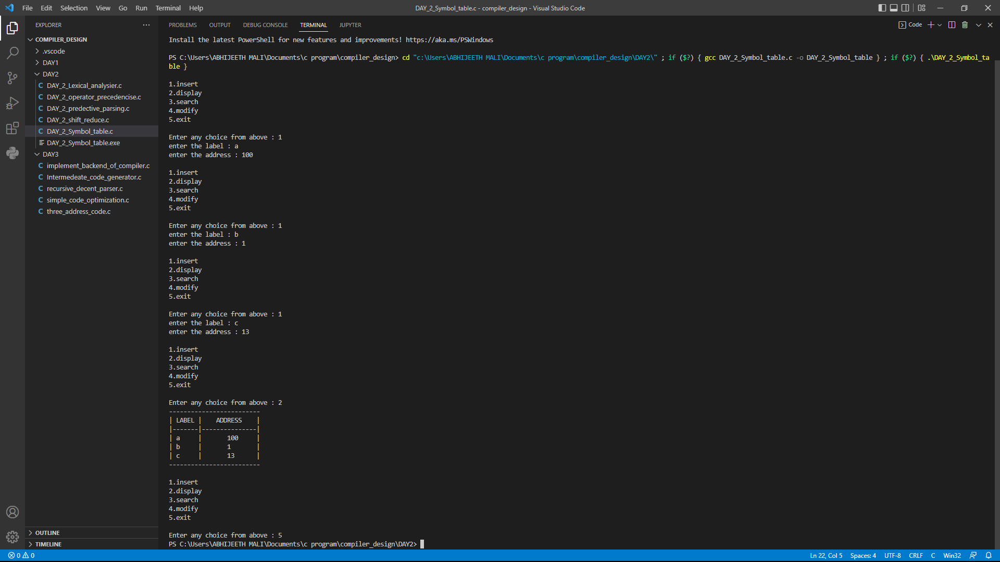 File Edit Selection View Go Run Terminal Help
DAY_2_Symbol_table.c - compiler_design - Visual Studio Code
EXPLORER
COMPILER_DESIGN
.vscode
DAY1
DAY2
DAY_2_Lexical_analysier.c
DAY_2_operator_precedencise.c
DAY_2_predective_parsing.c
DAY_2_shift_reduce.c
DAY_2_Symbol_table.c
DAY_2_Symbol_table.exe
DAY3
implement_backend_of_compiler.c
Intermedeate_code_generator.c
recursive_decent_parser.c
simple_code_optimization.c
three_address_code.c
OUTLINE
TIMELINE
PROBLEMS OUTPUT DEBUG CONSOLE TERMINAL JUPYTER
Code
Install the latest PowerShell for new features and improvements! https://aka.ms/PSWindows
PS C:\Users\ABHIJEETH MALI\Documents\c program\compiler_design> cd "c:\Users\ABHIJEETH MALI\Documents\c program\compiler_design\DAY2\" ; if ($?) { gcc DAY_2_Symbol_table.c -o DAY_2_Symbol_table } ; if ($?) { .\DAY_2_Symbol_ta
ble }
1.insert
2.display
3.search
4.modify
5.exit
Enter any choice from above : 1
enter the label : a
enter the address : 100
1.insert
2.display
3.search
4.modify
5.exit
Enter any choice from above : 1
enter the label : b
enter the address : 1
1.insert
2.display
3.search
4.modify
5.exit
Enter any choice from above : 1
enter the label : c
enter the address : 13
1.insert
2.display
3.search
4.modify
5.exit
Enter any choice from above : 2
-------------------------
| LABEL |    ADDRESS    |
|-------|---------------|
| a     |       100     |
| b     |       1       |
| c     |       13      |
-------------------------
1.insert
2.display
3.search
4.modify
5.exit
Enter any choice from above : 5
PS C:\Users\ABHIJEETH MALI\Documents\c program\compiler_design\DAY2>
0 0
Ln 22, Col 5 Spaces: 4 UTF-8 CRLF C Win32